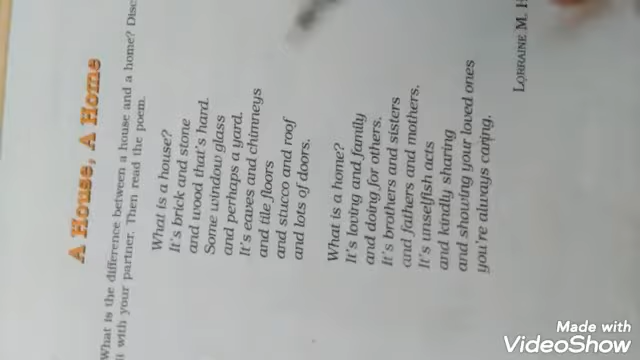 A House, A Home
What is the difference between a house and a home? Disc
it with your partner. Then read the poem.
What is a house?
It's brick and stone
and wood that's hard.
Some window glass
and perhaps a yard.
It's eaves and chimneys
and tile floors
and stucco and roof
and lots of doors.
What is a home?
It's loving and family
and doing for others.
It's brothers and sisters
and fathers and mothers.
It's unselfish acts
and kindly sharing
and showing your loved ones
you're always caring.
LORRAINE M.
Made with
VideoShow